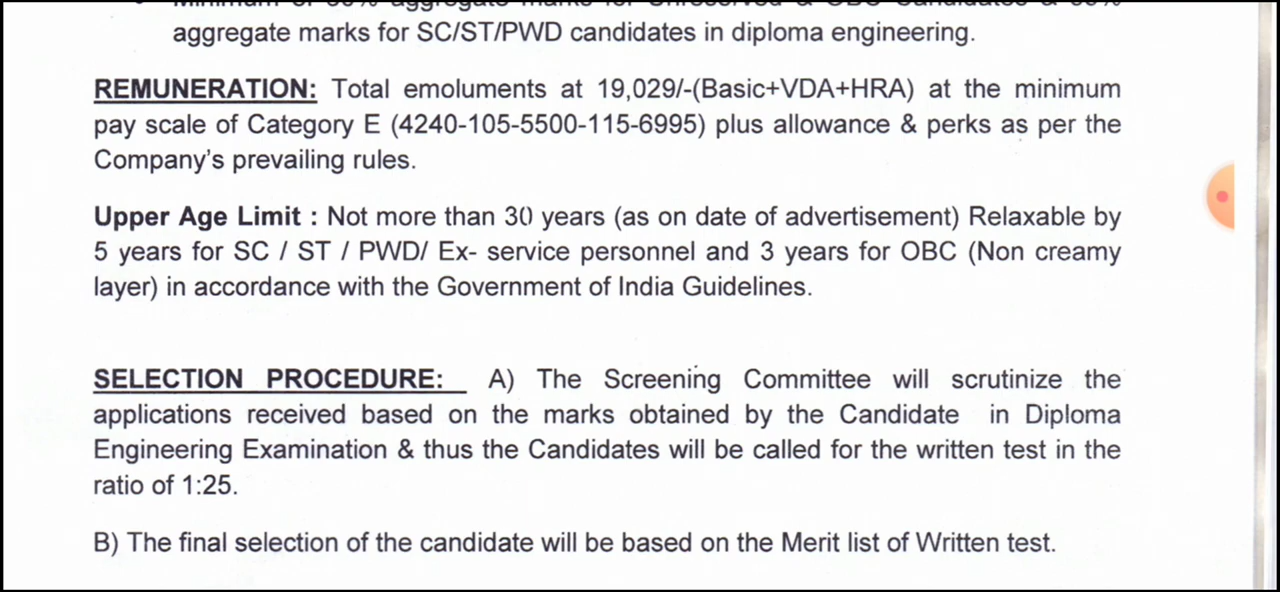 aggregate marks for SC/ST/PWD candidates in diploma engineering.
REMUNERATION: Total emoluments at 19,029/-(Basic+VDA+HRA) at the minimum
pay scale of Category E (4240-105-5500-115-6995) plus allowance & perks as per the
Company's prevailing rules.
Upper Age Limit : Not more than 30 years (as on date of advertisement) Relaxable by
5 years for SC / ST / PWD/ Ex- service personnel and 3 years for OBC (Non creamy
layer) in accordance with the Government of India Guidelines.
SELECTION PROCEDURE: A) The Screening Committee will scrutinize the
applications received based on the marks obtained by the Candidate in Diploma
Engineering Examination & thus the Candidates will be called for the written test in the
ratio of 1:25.
B) The final selection of the candidate will be based on the Merit list of Written test.